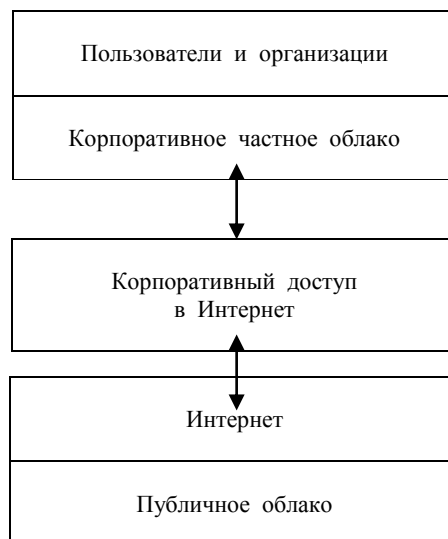 Пользователи и организации
Корпоративное частное облако
Корпоративный доступ
в Интернет
Интернет
Публичное облако